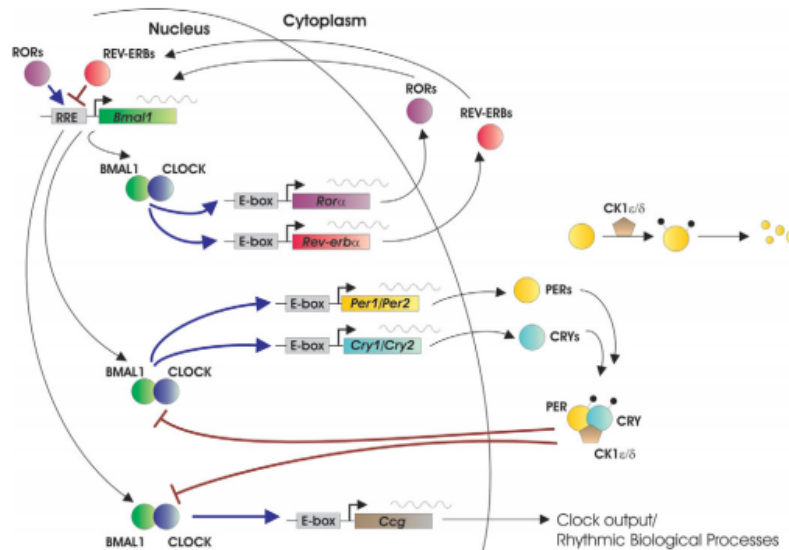 Nucleus
Cytoplasm
RORs
REV-ERBs
RRE
Bmal1
RORs
REV-ERBs
BMAL1
CLOCK
E-box
Rorα
E-box
Rev-erbα
CK1ε/δ
E-box
Per1/Per2
PERs
E-box
Cry1/Cry2
CRYs
BMAL1
CLOCK
PER
CRY
CK1ε/δ
E-box
Ccg
BMAL1
CLOCK
Clock output/
Rhythmic Biological Processes